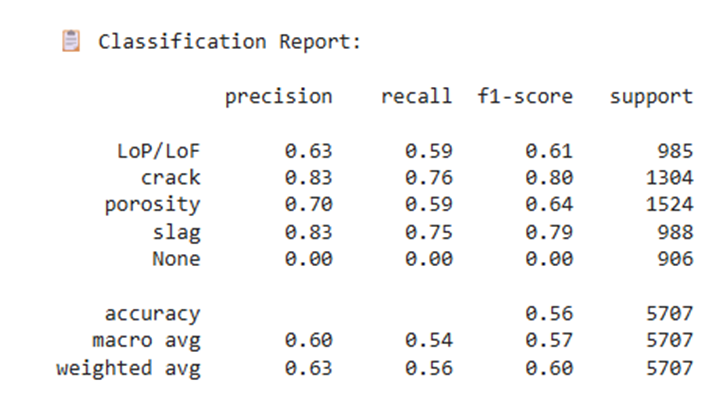 📋 Classification Report:
precision recall f1-score support
LoP/LoF 0.63 0.59 0.61 985
crack 0.83 0.76 0.80 1304
porosity 0.70 0.59 0.64 1524
slag 0.83 0.75 0.79 988
None 0.00 0.00 0.00 906
accuracy 0.56 5707
macro avg 0.60 0.54 0.57 5707
weighted avg 0.63 0.56 0.60 5707